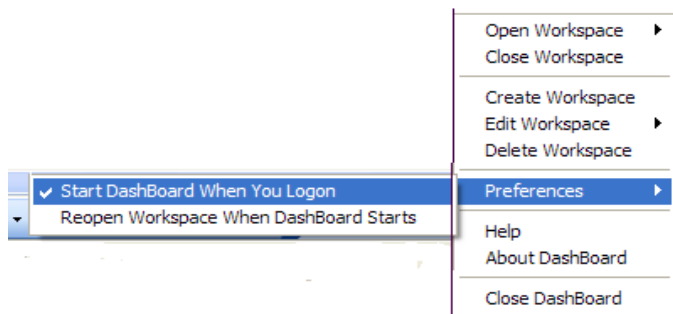 Open Workspace
Close Workspace
Create Workspace
Edit Workspace
Delete Workspace
Start DashBoard When You Logon
Preferences
Reopen Workspace When DashBoard Starts
Help
About DashBoard
Close DashBoard